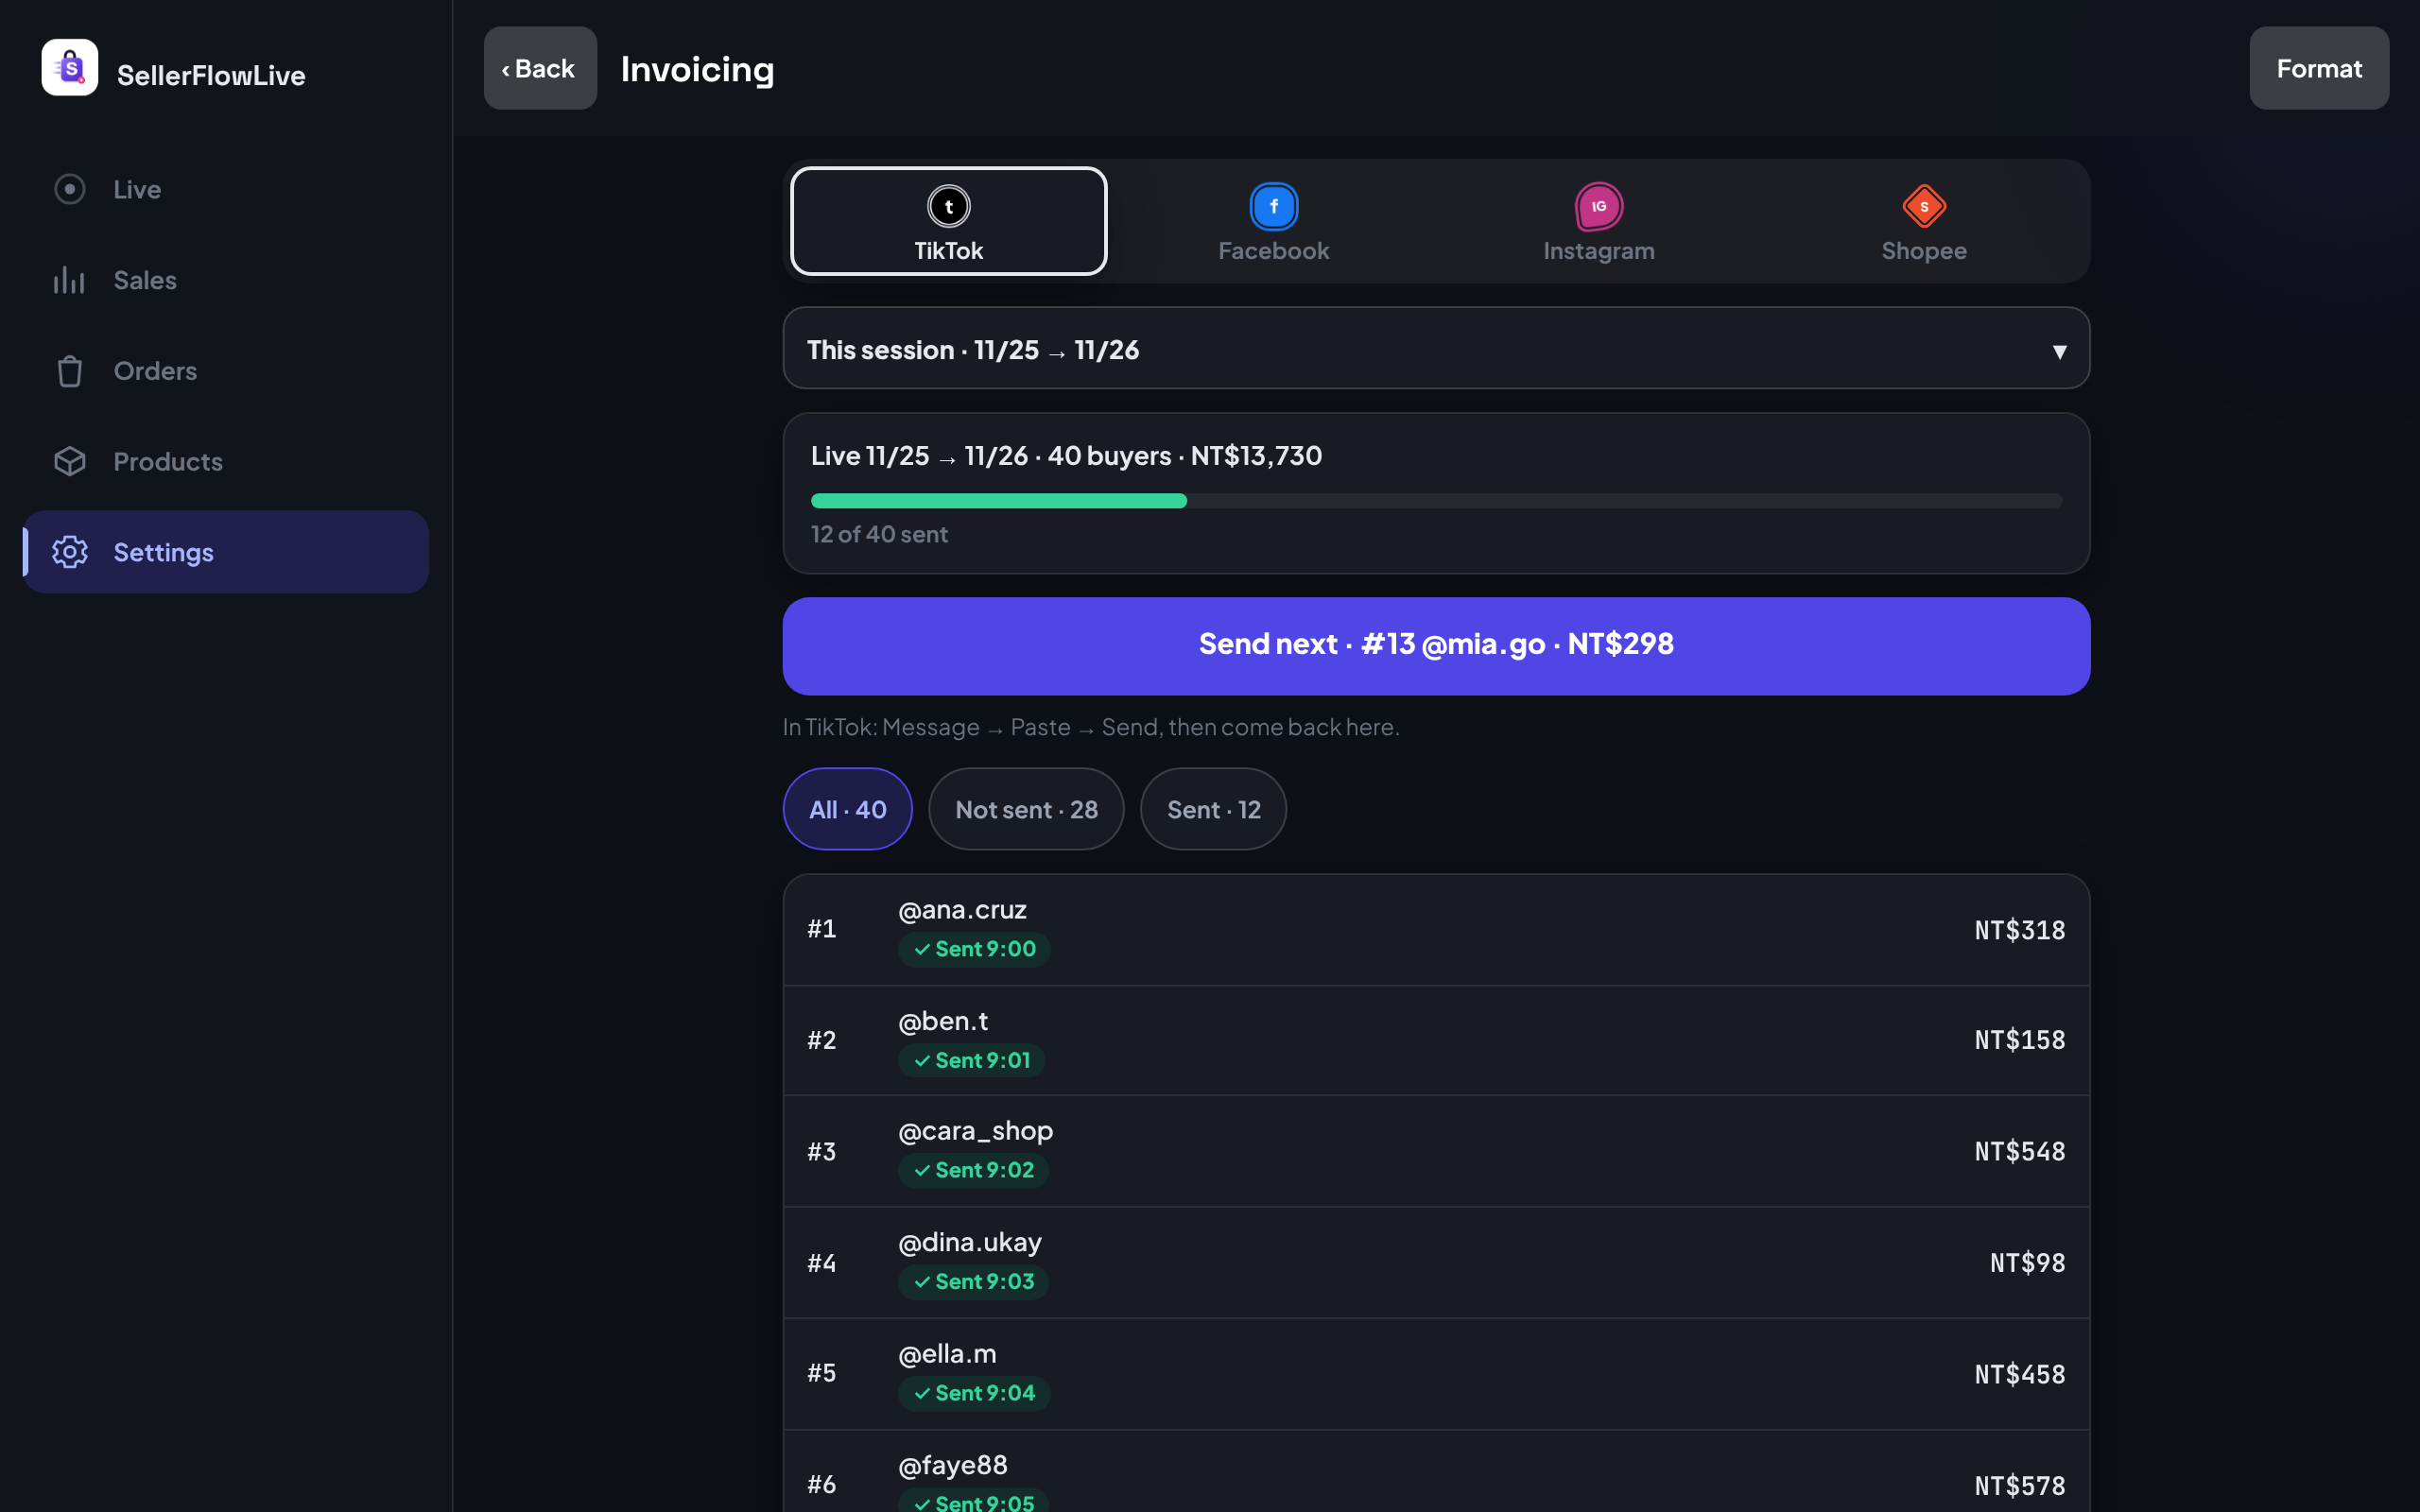 S
SellerFlowLive
Live
Sales
Orders
Products
Settings
‹ Back
Invoicing
Format
t
TikTok
f
Facebook
IG
Instagram
S
Shopee
This session · 11/25 → 11/26 ▼
Live 11/25 → 11/26 · 40 buyers · NT$13,730
12 of 40 sent
Send next · #13 @mia.go · NT$298
In TikTok: Message → Paste → Send, then come back here.
All · 40
Not sent · 28
Sent · 12
#1 @ana.cruz NT$318
✓ Sent 9:00
#2 @ben.t NT$158
✓ Sent 9:01
#3 @cara_shop NT$548
✓ Sent 9:02
#4 @dina.ukay NT$98
✓ Sent 9:03
#5 @ella.m NT$458
✓ Sent 9:04
#6 @faye88 NT$578
✓ Sent 9:05